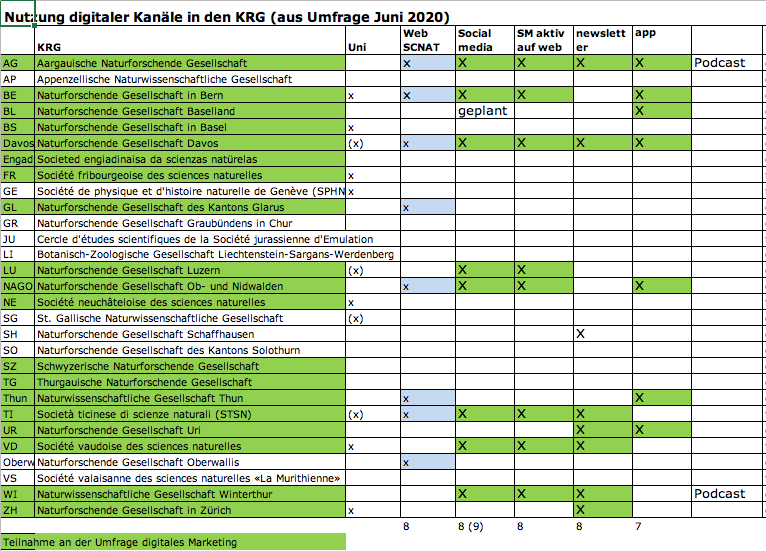 Nutzung digitaler Kanäle in den KRG (aus Umfrage Juni 2020)
KRG Uni Web SCNAT Social media SM aktiv auf web newslett er app
AG Aargauische Naturforschende Gesellschaft x X X X X Podcast
AP Appenzellische Naturwissenschaftliche Gesellschaft
BE Naturforschende Gesellschaft in Bern x x X X X
BL Naturforschende Gesellschaft Baselland geplant X
BS Naturforschende Gesellschaft in Basel x
Davos Naturforschende Gesellschaft Davos (x) x X X X X
Engad Societed engiadinaisa da scienzas natürelas
FR Société fribourgeoise des sciences naturelles x
GE Société de physique et d'histoire naturelle de Genève (SPHN x
GL Naturforschende Gesellschaft des Kantons Glarus x
GR Naturforschende Gesellschaft Graubündens in Chur
JU Cercle d'études scientifiques de la Société jurassienne d'Emulation
LI Botanisch-Zoologische Gesellschaft Liechtenstein-Sargans-Werdenberg
LU Naturforschende Gesellschaft Luzern (x) X X
NAGO Naturforschende Gesellschaft Ob- und Nidwalden x X X X
NE Société neuchâteloise des sciences naturelles x
SG St. Gallische Naturwissenschaftliche Gesellschaft (x)
SH Naturforschende Gesellschaft Schaffhausen X
SO Naturforschende Gesellschaft des Kantons Solothurn
SZ Schwyzerische Naturforschende Gesellschaft
TG Thurgauische Naturforschende Gesellschaft
Thun Naturwissenschaftliche Gesellschaft Thun x X
TI Società ticinese di scienze naturali (STSN) (x) x X X X
UR Naturforschende Gesellschaft Uri X X
VD Société vaudoise des sciences naturelles x X X X
Oberw Naturforschende Gesellschaft Oberwallis x
VS Société valaisanne des sciences naturelles «La Murithienne»
WI Naturwissenschaftliche Gesellschaft Winterthur X X X Podcast
ZH Naturforschende Gesellschaft in Zürich x X
8 8 (9) 8 8 7
Teilnahme an der Umfrage digitales Marketing